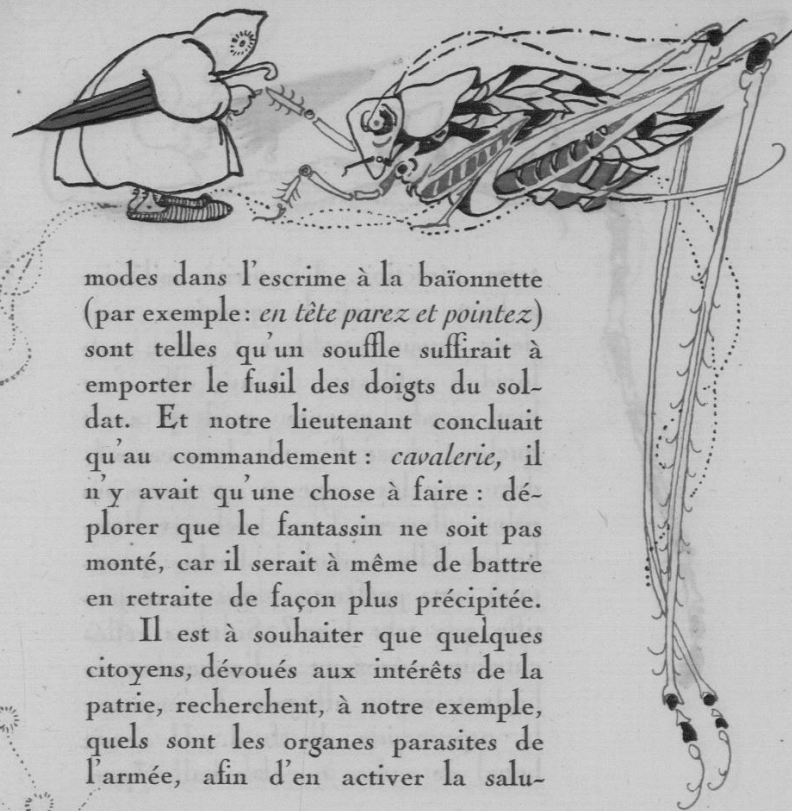 modes dans l'escrime à la baïonnette
(par exemple : en tête parez et pointez)
sont telles qu'un souffle suffirait à
emporter le fusil des doigts du sol-
dat. Et notre lieutenant concluait
qu'au commandement : cavalerie, il
n'y avait qu'une chose à faire : dé-
plorer que le fantassin ne soit pas
monté, car il serait à même de battre
en retraite de façon plus précipitée.
Il est à souhaiter que quelques
citoyens, dévoués aux intérêts de la
patrie, recherchent, à notre exemple,
quels sont les organes parasites de
l'armée, afin d'en activer la salu-